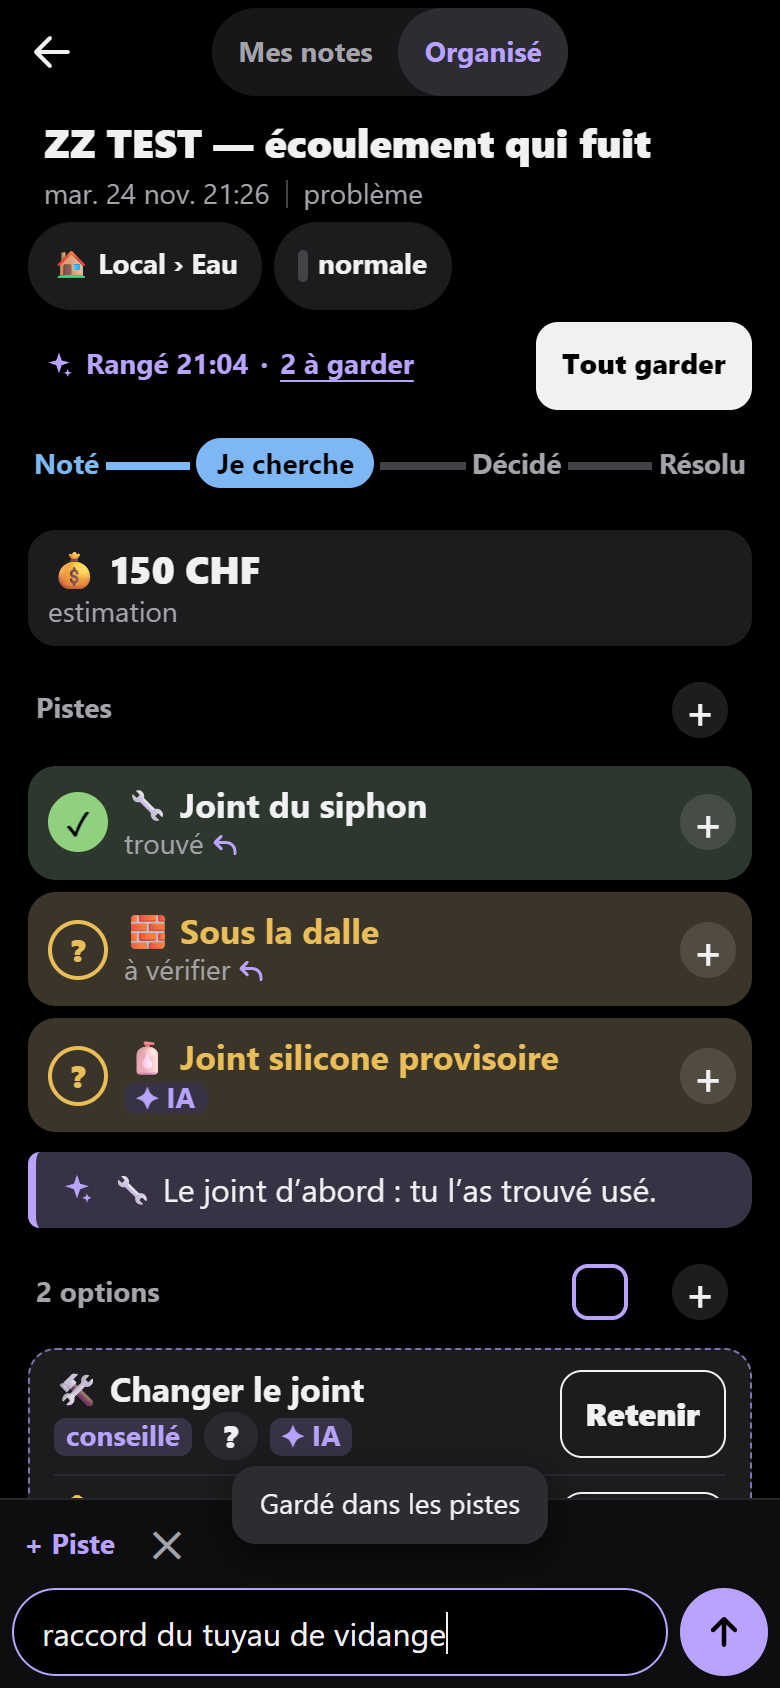 Mes notes Organisé
ZZ TEST — écoulement qui fuit
mar. 24 nov. 21:26 | problème
Local › Eau normale
Rangé 21:04 · 2 à garder Tout garder
Noté Je cherche Décidé Résolu
150 CHF
estimation
Pistes +
✓ Joint du siphon +
trouvé
? Sous la dalle +
à vérifier
? Joint silicone provisoire +
IA
Le joint d’abord : tu l’as trouvé usé.
2 options +
Changer le joint Retenir
conseillé ? IA
Gardé dans les pistes
+ Piste
raccord du tuyau de vidange